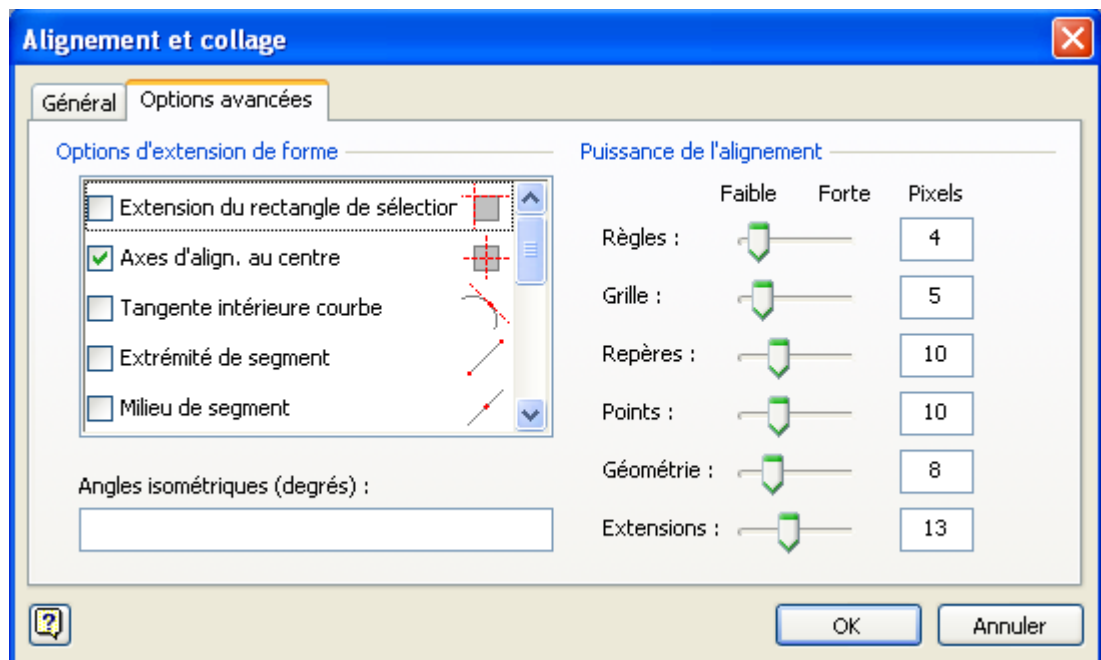 Alignement et collage
Général
Options avancées
Options d'extension de forme
Extension du rectangle de sélection
Axes d'align. au centre
Tangente intérieure courbe
Extrémité de segment
Milieu de segment
Angles isométriques (degrés) :
Puissance de l'alignement
Faible Forte Pixels
Règles : 4
Grille : 5
Repères : 10
Points : 10
Géométrie : 8
Extensions : 13
OK
Annuler